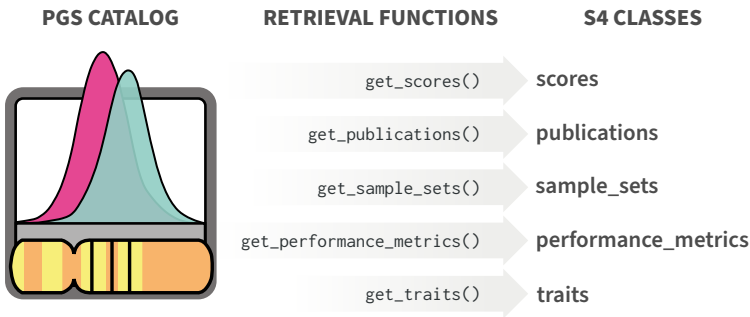 PGS CATALOG RETRIEVAL FUNCTIONS S4 CLASSES
get_scores() scores
get_publications() publications
get_sample_sets() sample_sets
get_performance_metrics() performance_metrics
get_traits() traits